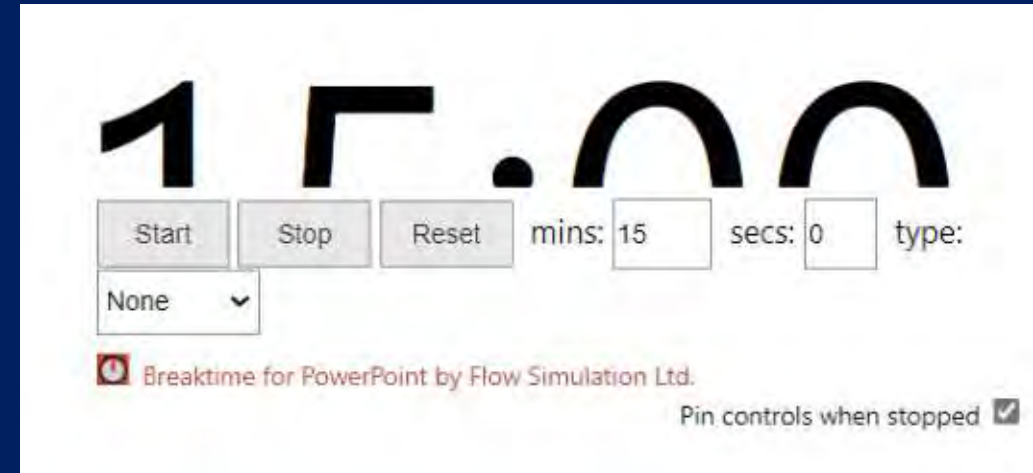 15:00
Start Stop Reset mins: 15 secs: 0 type:
None
Breaktime for PowerPoint by Flow Simulation Ltd.
Pin controls when stopped